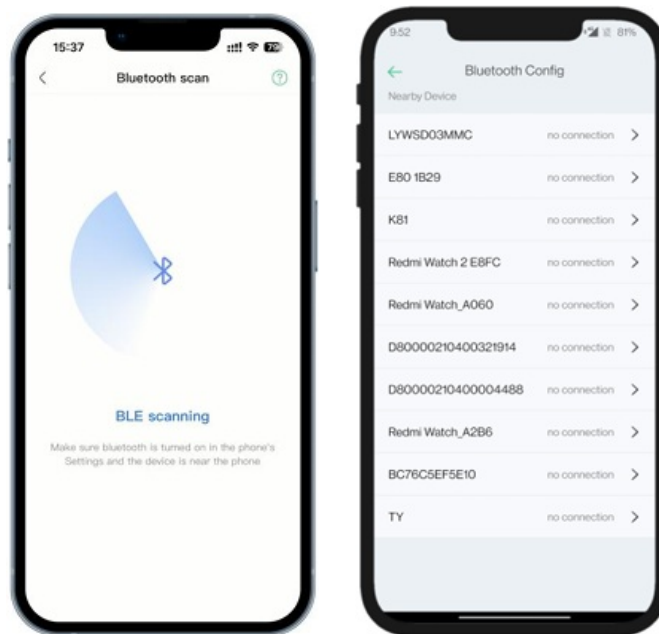 15:37
79
Bluetooth scan
?
BLE scanning
Make sure bluetooth is turned on in the phone's
Settings and the device is near the phone
9:52
81%
Bluetooth Config
Nearby Device
LYWSD03MMC no connection
E80 1B29 no connection
K81 no connection
Redmi Watch 2 E8FC no connection
Redmi Watch_A060 no connection
D80000210400321914 no connection
D80000210400004488 no connection
Redmi Watch_A2B6 no connection
BC76C5EF5E10 no connection
TY no connection